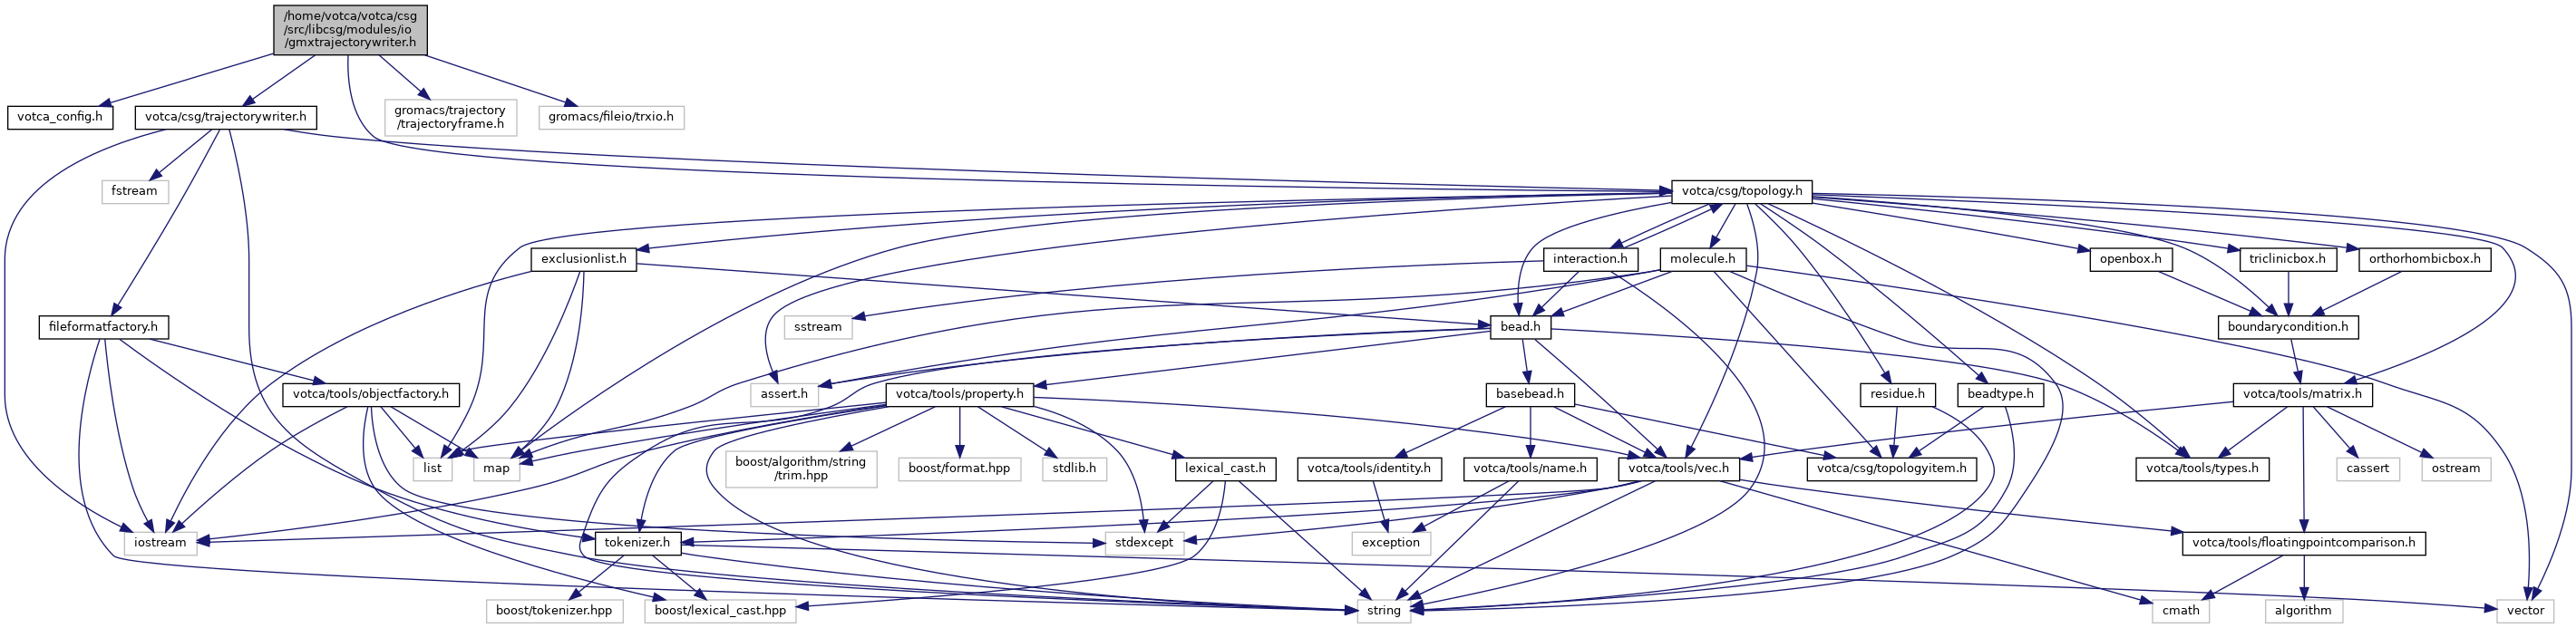 /home/votca/votca/csg
/src/libcsg/modules/io
/gmxtrajectorywriter.h
votca_config.h
votca/csg/trajectorywriter.h
gromacs/trajectory
/trajectoryframe.h
gromacs/fileio/trxio.h
fstream
votca/csg/topology.h
exclusionlist.h
interaction.h
molecule.h
openbox.h
triclinicbox.h
orthorhombicbox.h
fileformatfactory.h
sstream
bead.h
boundarycondition.h
votca/tools/objectfactory.h
assert.h
votca/tools/property.h
basebead.h
residue.h
beadtype.h
votca/tools/matrix.h
list
map
boost/algorithm/string
/trim.hpp
boost/format.hpp
stdlib.h
lexical_cast.h
votca/tools/identity.h
votca/tools/name.h
votca/tools/vec.h
votca/csg/topologyitem.h
votca/tools/types.h
cassert
ostream
iostream
tokenizer.h
stdexcept
exception
votca/tools/floatingpointcomparison.h
boost/tokenizer.hpp
boost/lexical_cast.hpp
string
cmath
algorithm
vector